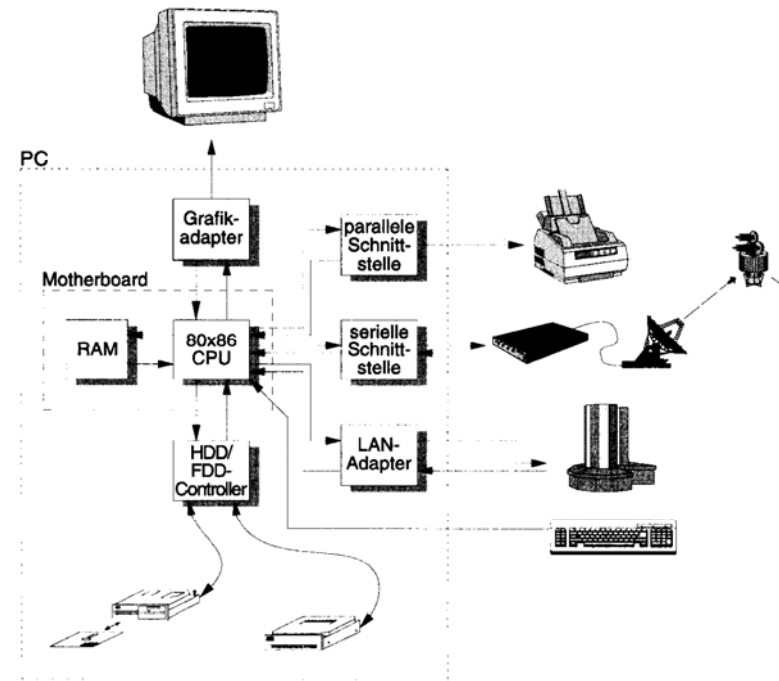 PC
Grafik-
adapter
parallele
Schnitt-
stelle
Motherboard
RAM
80x86
CPU
serielle
Schnitt-
stelle
HDD/
FDD-
Controller
LAN-
Adapter